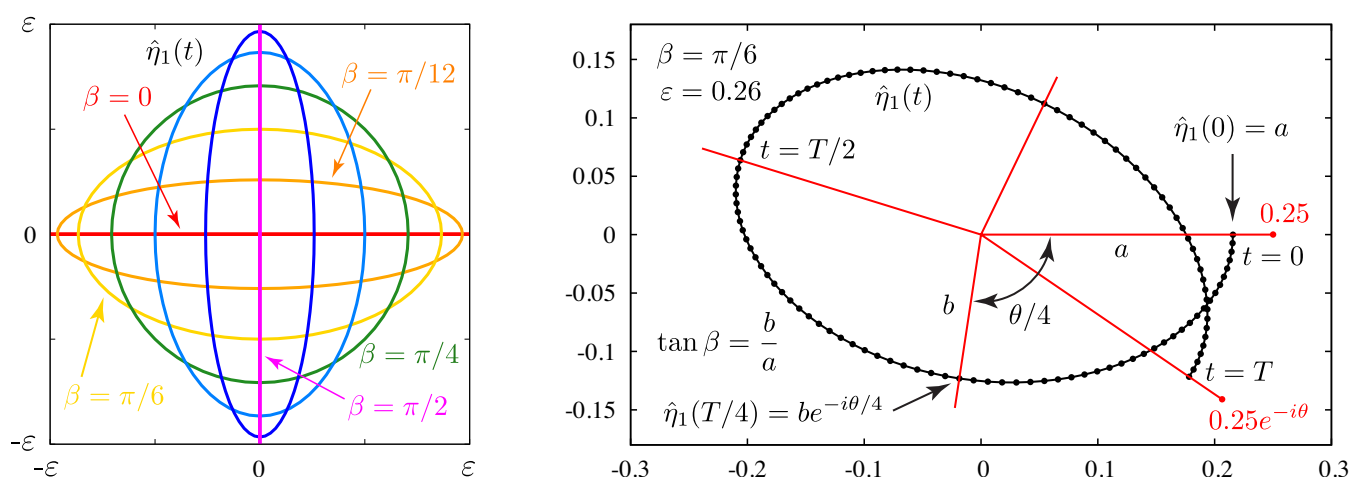 ε
η̂₁(t)
β = π/12
β = 0
0
β = π/4
β = π/6
β = π/2
-ε
-ε
0
ε
0.15
0.1
0.05
0
-0.05
-0.1
-0.15
β = π/6
ε = 0.26
η̂₁(t)
η̂₁(0) = a
t = T/2
0.25
a
t = 0
b
θ/4
tan β = b/a
t = T
η̂₁(T/4) = be^{-iθ/4}
0.25e^{-iθ}
-0.3
-0.2
-0.1
0
0.1
0.2
0.3